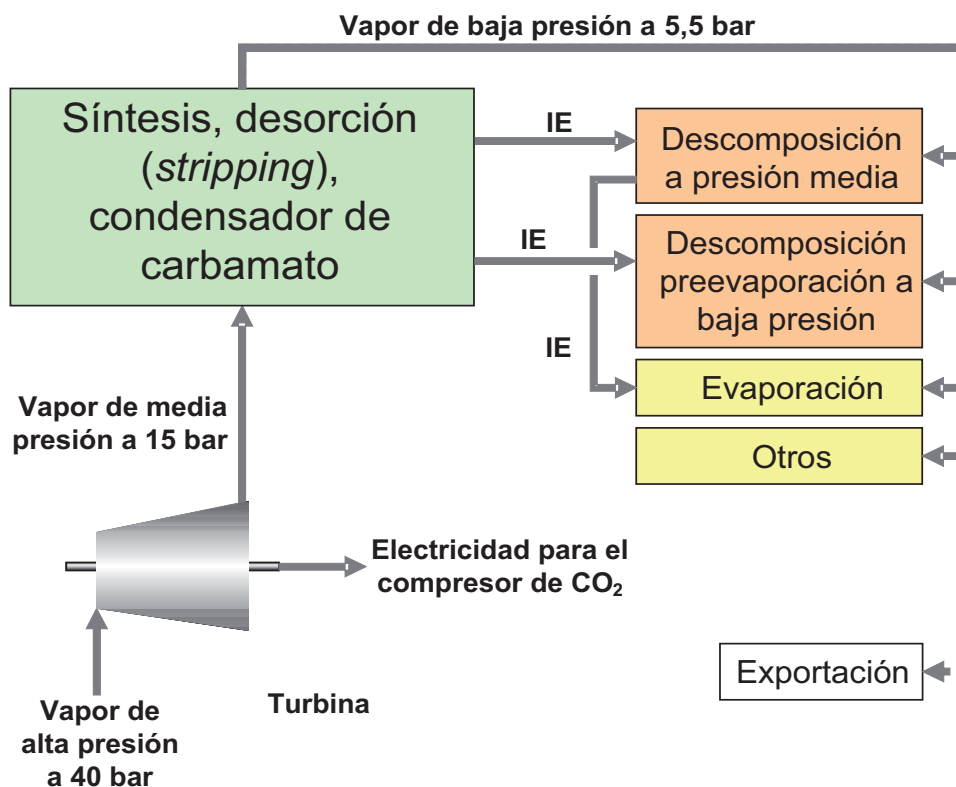 Vapor de baja presión a 5,5 bar
Síntesis, desorción
(stripping),
condensador de
carbamato
IE
Descomposición
a presión media
IE
Descomposición
preevaporación a
baja presión
IE
Evaporación
Otros
Vapor de media
presión a 15 bar
Electricidad para el
compresor de CO₂
Exportación
Turbina
Vapor de
alta presión
a 40 bar